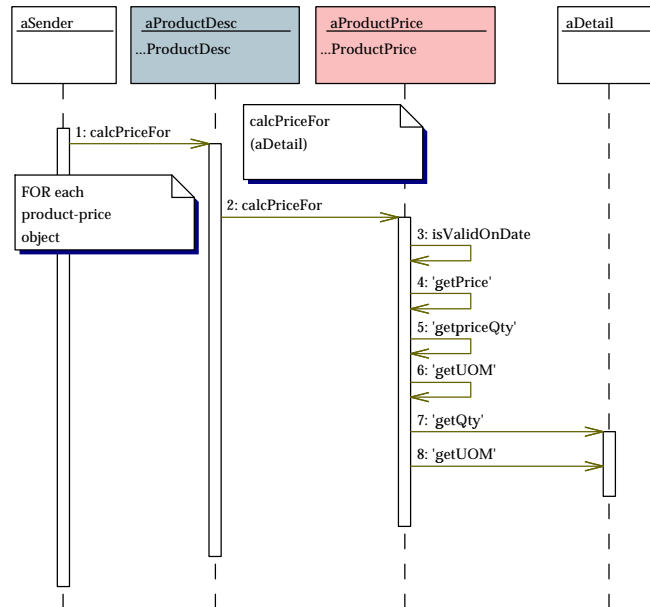 aSender
aProductDesc
...ProductDesc
aProductPrice
...ProductPrice
aDetail
calcPriceFor
(aDetail)
1: calcPriceFor
FOR each
product-price
object
2: calcPriceFor
3: isValidOnDate
4: 'getPrice'
5: 'getpriceQty'
6: 'getUOM'
7: 'getQty'
8: 'getUOM'